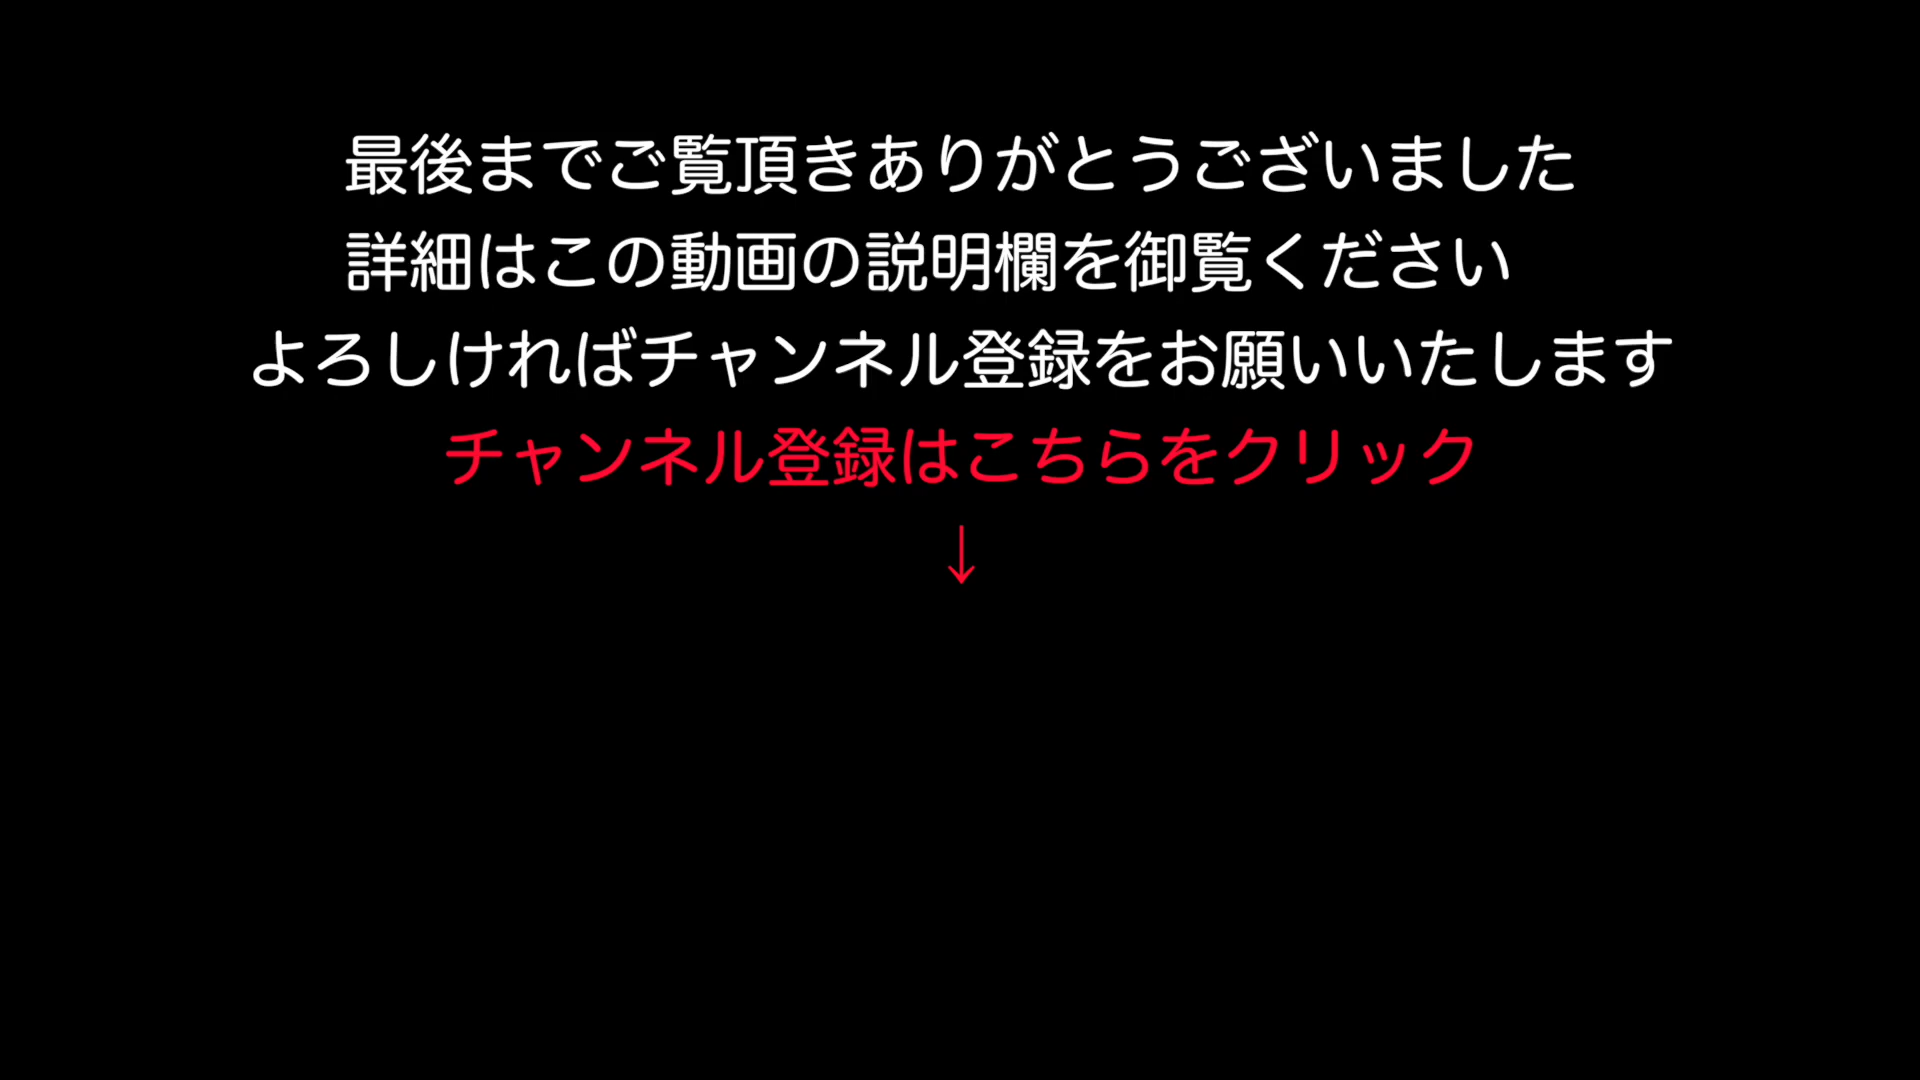 最後までご覧頂きありがとうございました
詳細はこの動画の説明欄を御覧ください
よろしければチャンネル登録をお願いいたします
チャンネル登録はこちらをクリック
↓